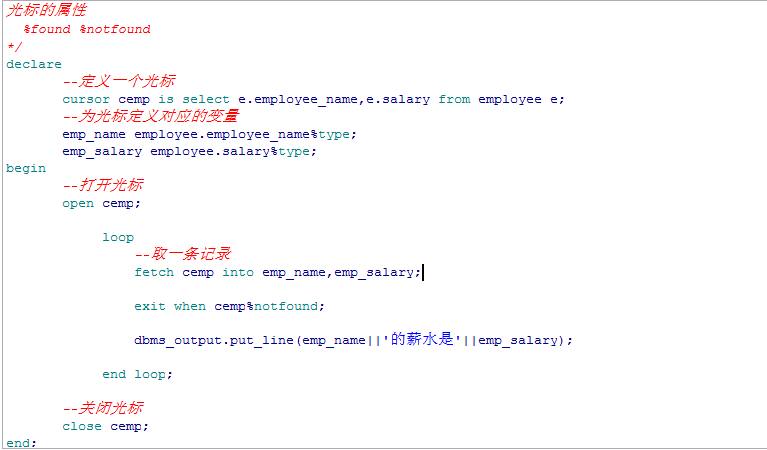 光标的属性
%found %notfound
*/
declare
--定义一个光标
cursor cemp is select e.employee_name,e.salary from employee e;
--为光标定义对应的变量
emp_name employee.employee_name%type;
emp_salary employee.salary%type;
begin
--打开光标
open cemp;
loop
--取一条记录
fetch cemp into emp_name,emp_salary;
exit when cemp%notfound;
dbms_output.put_line(emp_name||'的薪水是'||emp_salary);
end loop;
--关闭光标
close cemp;
end;